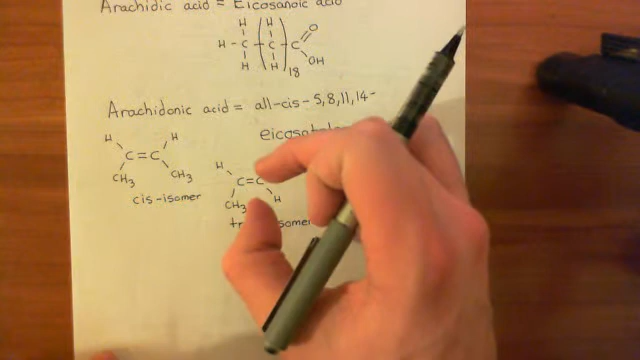 Arachidic acid = Eicosanoic acid
H H O
H - C ( C ) C
H H OH
18
Arachidonic acid = all-cis-5,8,11,14-
H H
C = C
CH3 CH3
cis-isomer
H
C = C
CH3 H